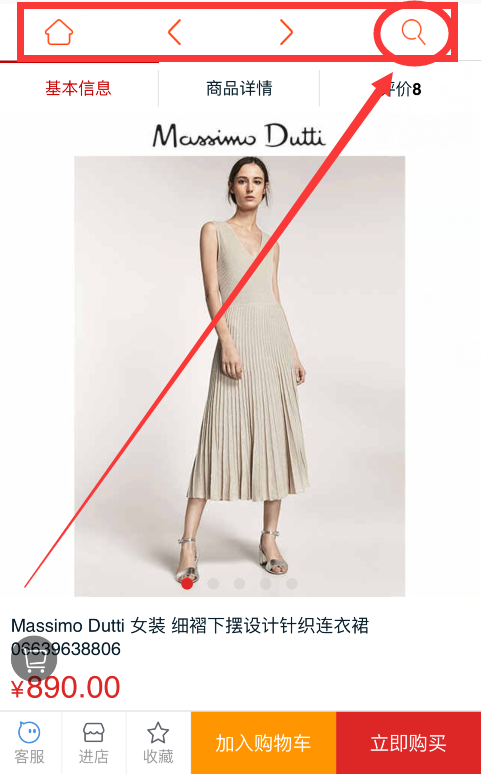 基本信息
商品详情
评价8
Massimo Dutti
Massimo Dutti 女装 细褶下摆设计针织连衣裙
06639638806
¥890.00
客服
进店
收藏
加入购物车
立即购买